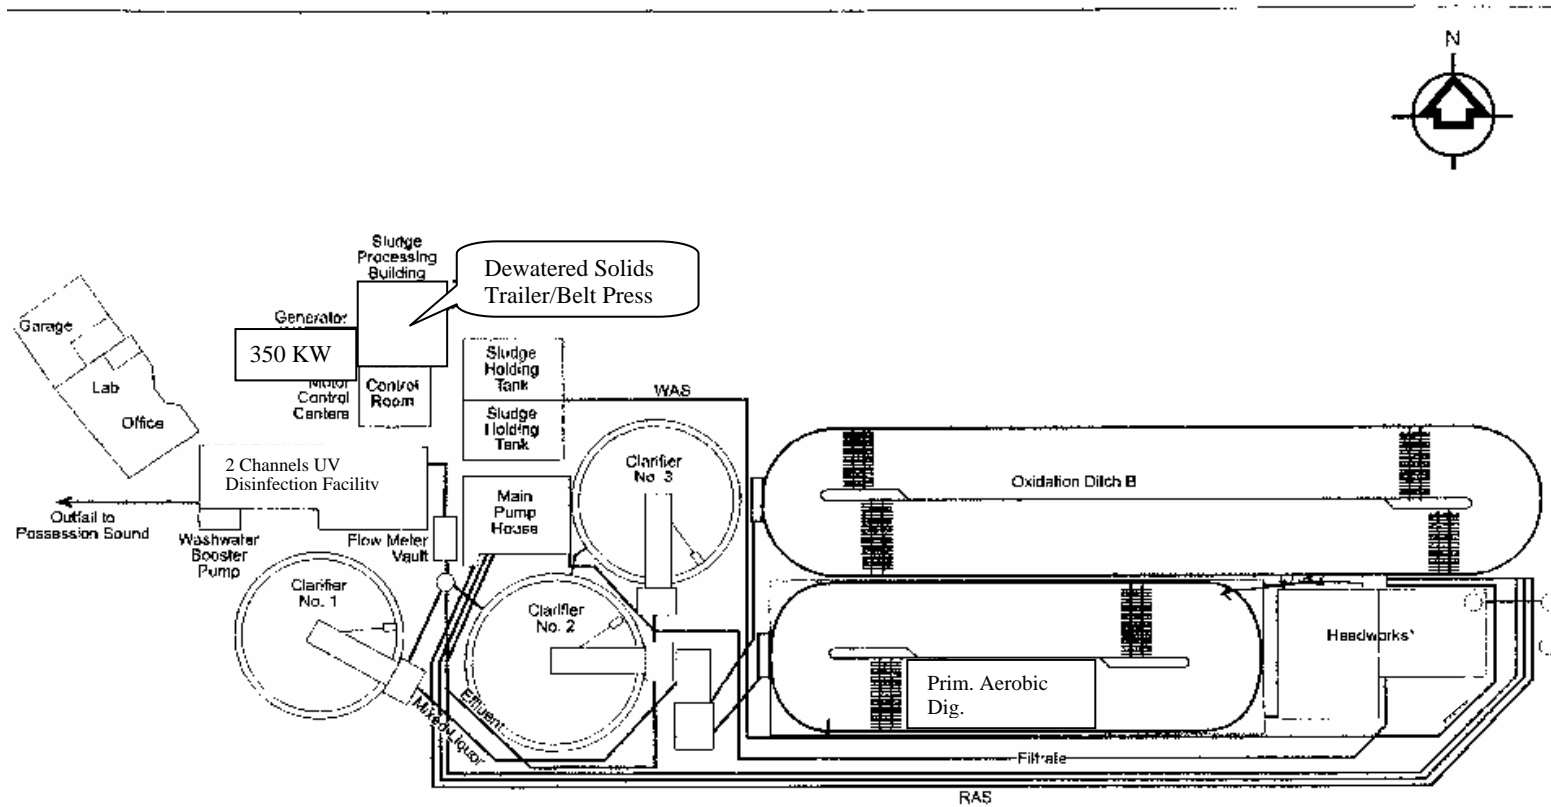 N
Sludge
Processing
Building
Dewatered Solids
Trailer/Belt Press
Generator
350 KW
Motor
Control
Centers
Control
Room
Garage
Lab
Office
Sludge
Holding
Tank
Sludge
Holding
Tank
WAS
2 Channels UV
Disinfection Facility
Outfall to
Possession Sound
Washwater
Booster
Pump
Flow Meter
Vault
Main
Pump
House
Clarifier
No. 3
Clarifier
No. 1
Clarifier
No. 2
Oxidation Ditch B
Headworks*
Prim. Aerobic
Dig.
Effluent
Mixed Liquor
Filtrate
RAS